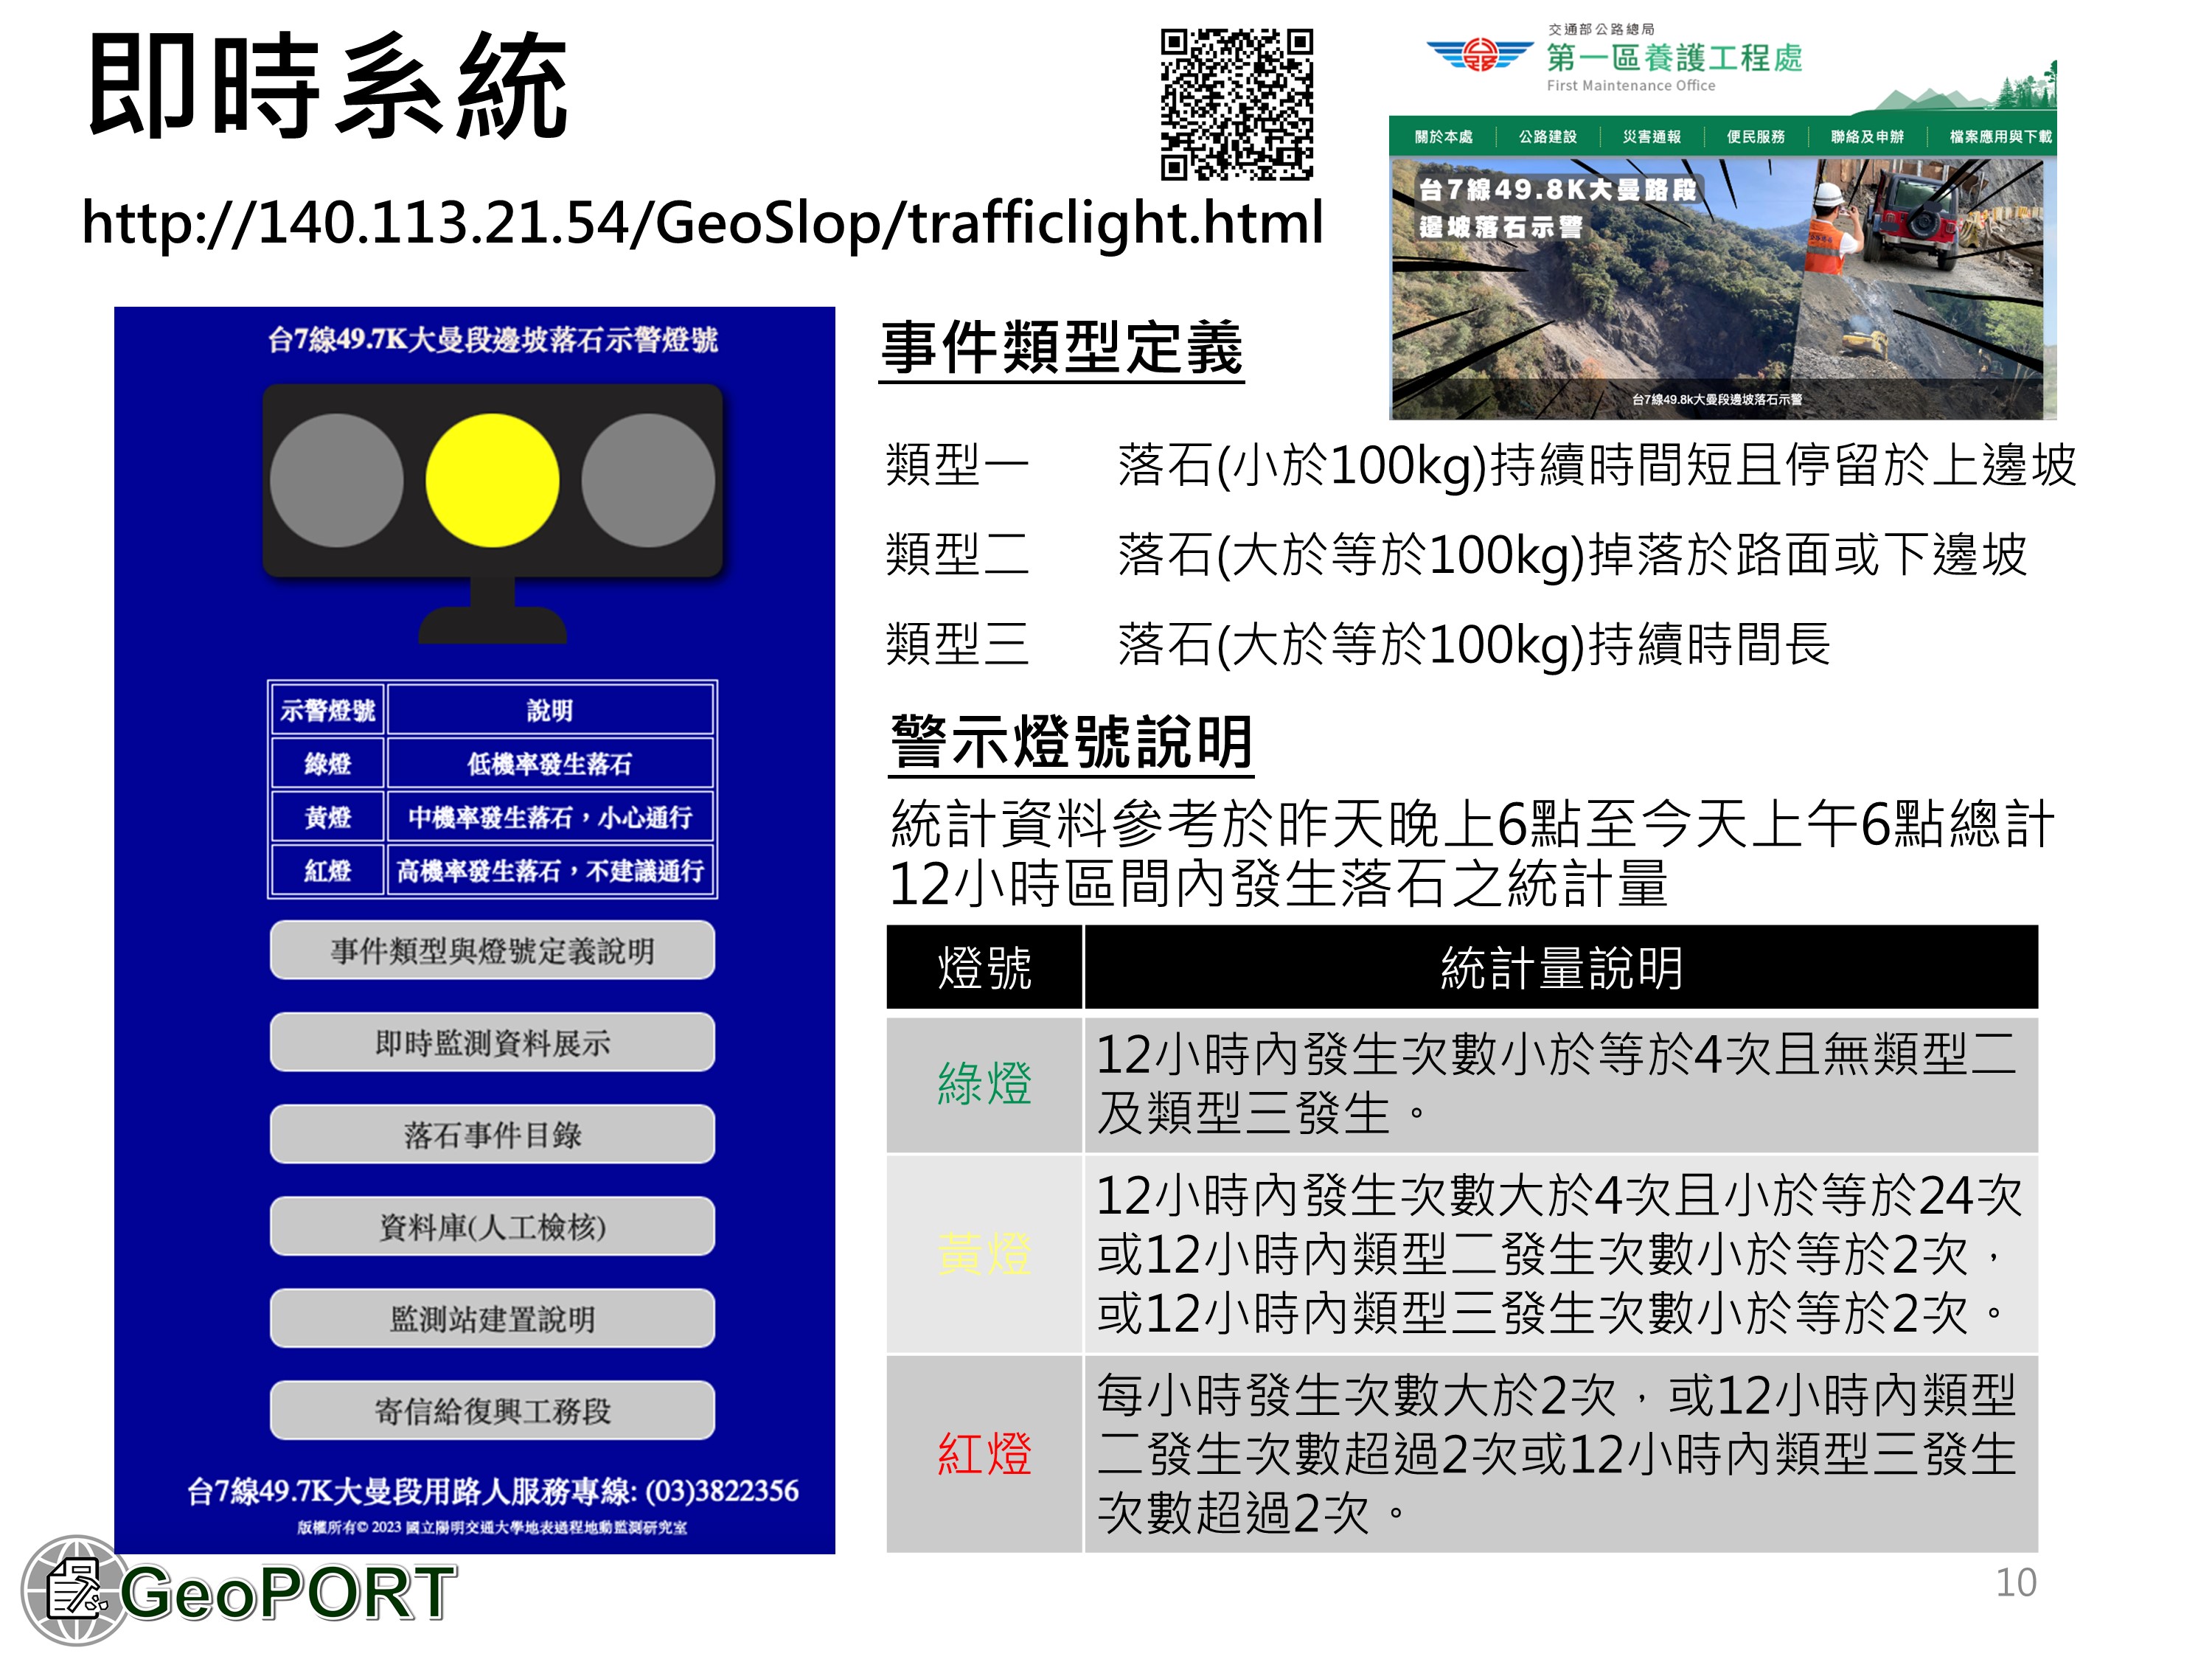 即時系統
http://140.113.21.54/GeoSlop/trafficlight.html
交通部公路總局
第一區養護工程處
First Maintenance Office
關於本處 公路建設 災害通報 便民服務 聯絡及申辦 檔案應用與下載
台7線49.8K大曼路段
邊坡落石示警
台7線49.8k大曼段邊坡落石示警
台7線49.7K大曼段邊坡落石示警燈號
示警燈號 說明
綠燈 低機率發生落石
黃燈 中機率發生落石，小心通行
紅燈 高機率發生落石，不建議通行
事件類型與燈號定義說明
即時監測資料展示
落石事件目錄
資料庫(人工檢核)
監測站建置說明
寄信給復興工務段
台7線49.7K大曼段用路人服務專線: (03)3822356
版權所有© 2023 國立陽明交通大學地表過程地動監測研究室
事件類型定義
類型一 落石(小於100kg)持續時間短且停留於上邊坡
類型二 落石(大於等於100kg)掉落於路面或下邊坡
類型三 落石(大於等於100kg)持續時間長
警示燈號說明
統計資料參考於昨天晚上6點至今天上午6點總計
12小時區間內發生落石之統計量
燈號 統計量說明
綠燈 12小時內發生次數小於等於4次且無類型二
及類型三發生。
黃燈 12小時內發生次數大於4次且小於等於24次
或12小時內類型二發生次數小於等於2次，
或12小時內類型三發生次數小於等於2次。
紅燈 每小時發生次數大於2次，或12小時內類型
二發生次數超過2次或12小時內類型三發生
次數超過2次。
GeoPORT
10